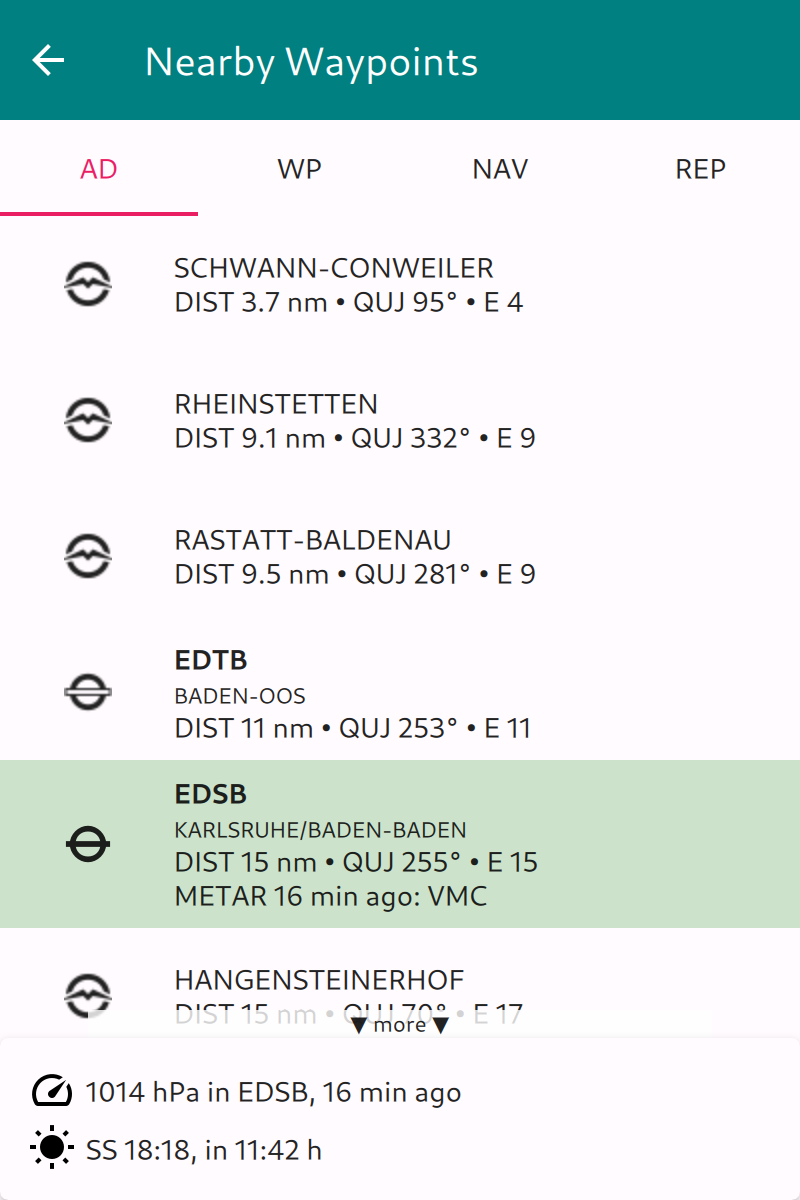 Nearby Waypoints
AD WP NAV REP
SCHWANN-CONWEILER
DIST 3.7 nm • QUJ 95° • E 4
RHEINSTETTEN
DIST 9.1 nm • QUJ 332° • E 9
RASTATT-BALDENAU
DIST 9.5 nm • QUJ 281° • E 9
EDTB
BADEN-OOS
DIST 11 nm • QUJ 253° • E 11
EDSB
KARLSRUHE/BADEN-BADEN
DIST 15 nm • QUJ 255° • E 15
METAR 16 min ago: VMC
HANGENSTEINERHOF
DIST 15 nm • QUJ 70° • E 17
▼ more ▼
1014 hPa in EDSB, 16 min ago
SS 18:18, in 11:42 h